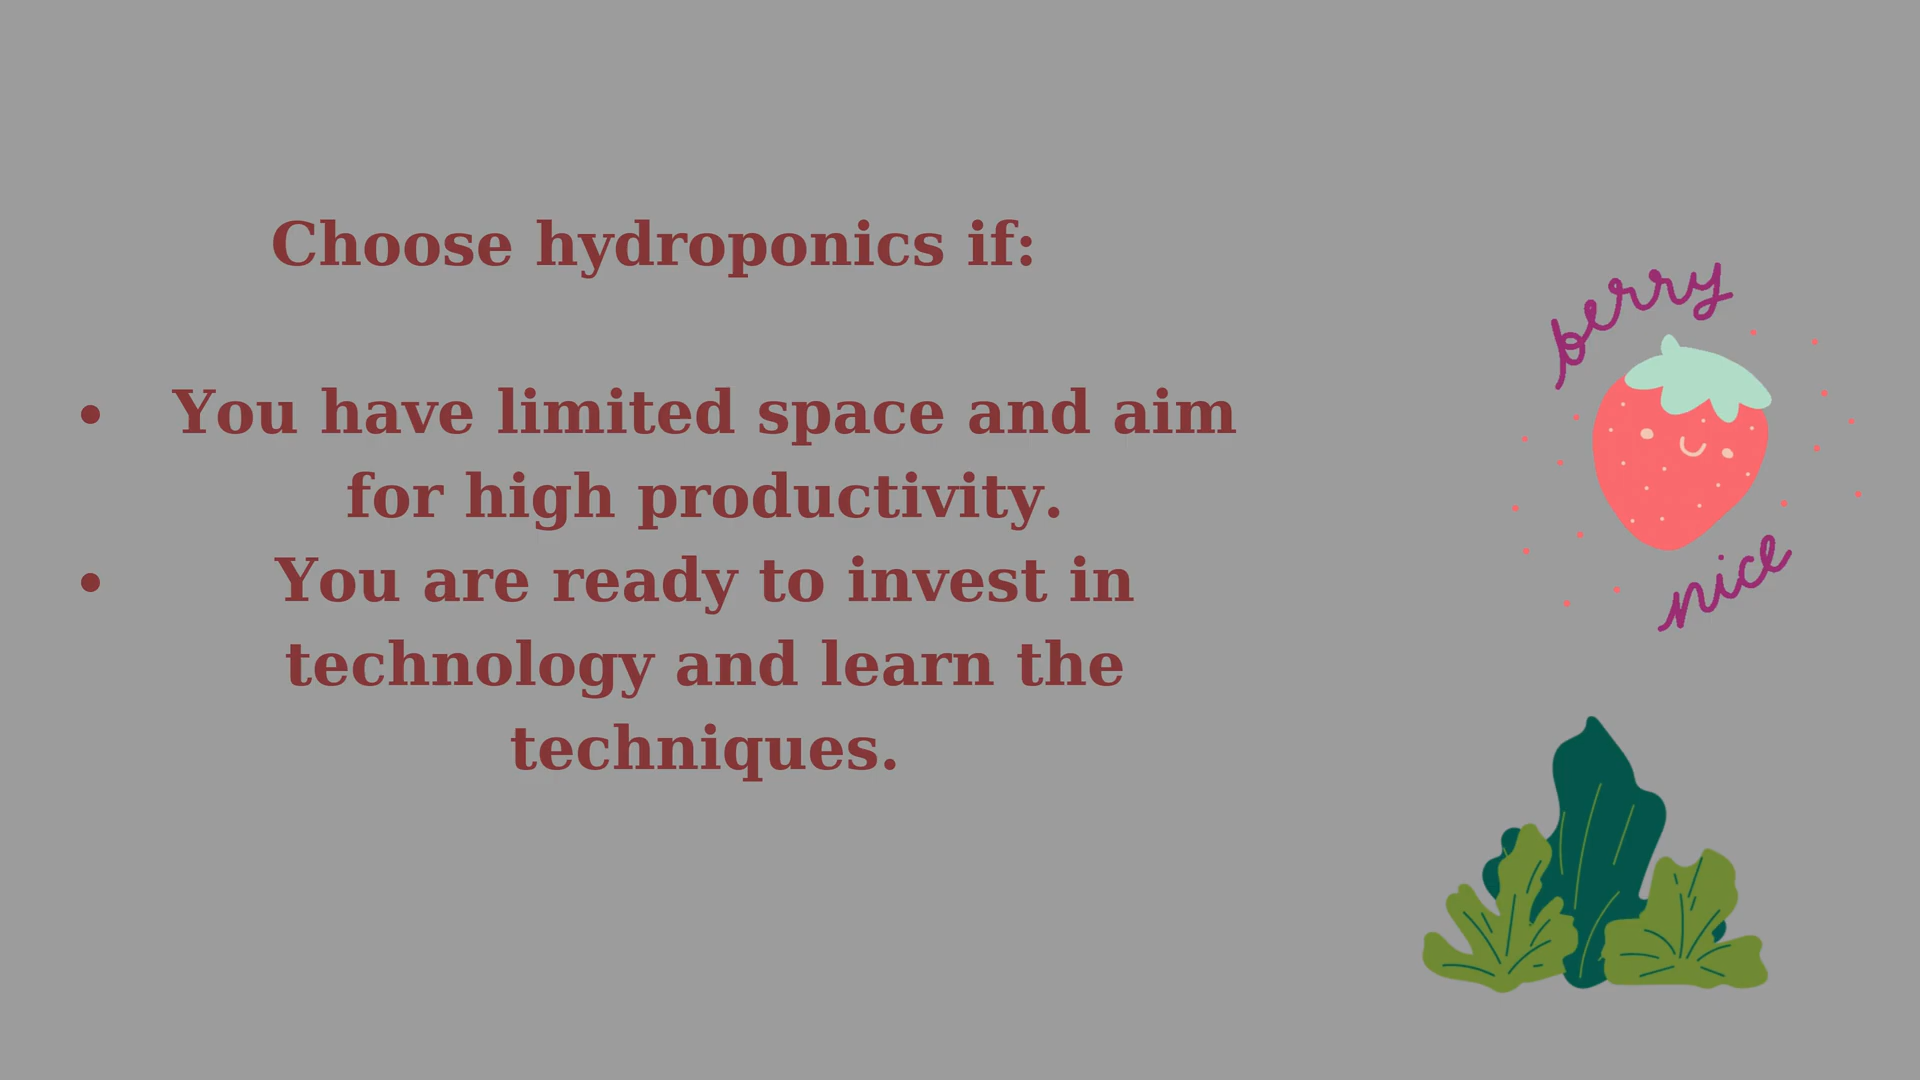 Choose hydroponics if:
• You have limited space and aim
for high productivity.
• You are ready to invest in
technology and learn the
techniques.
berry
nice